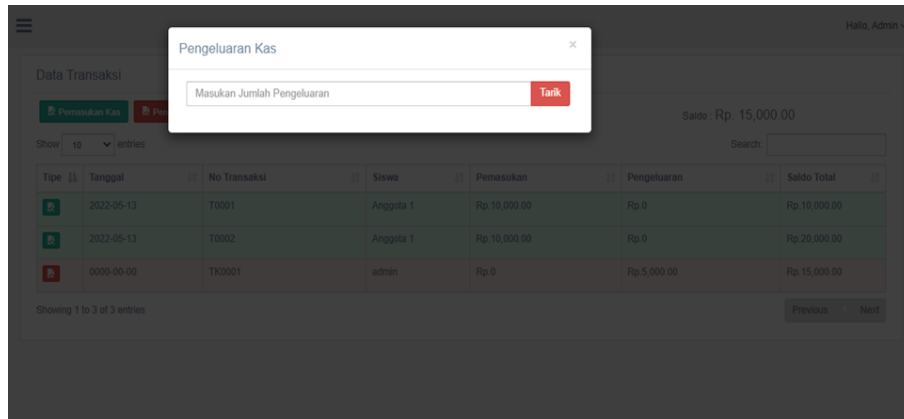 Hallo, Admin
Pengeluaran Kas
×
Masukan Jumlah Pengeluaran
Tarik
Data Transaksi
Pemasukan Kas
Saldo : Rp. 15,000.00
Show 10 entries
Search:
Tipe Tanggal No Transaksi Siswa Pemasukan Pengeluaran Saldo Total
2022-05-13 T0001 Anggota 1 Rp.10,000.00 Rp.0 Rp.10,000.00
2022-05-13 T0002 Anggota 1 Rp.10,000.00 Rp.0 Rp.20,000.00
0000-00-00 TK0001 admin Rp.0 Rp.5,000.00 Rp.15,000.00
Showing 1 to 3 of 3 entries
Previous Next